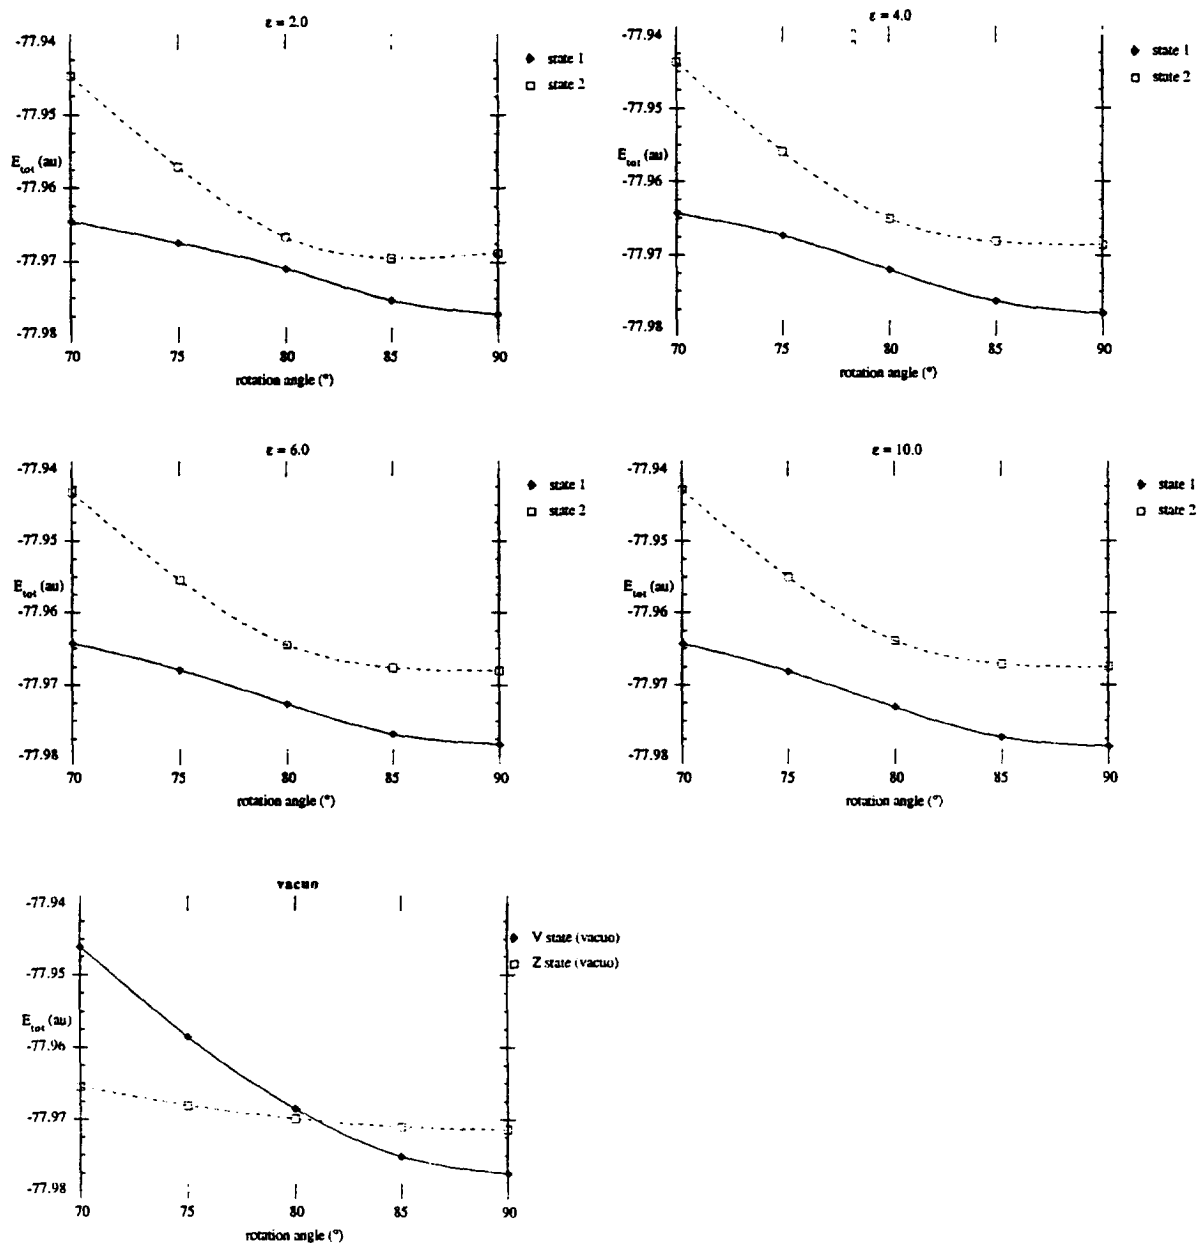 ε = 2.0
-77.94
-77.95
E_tot (au)
-77.96
-77.97
-77.98
70 75 80 85 90
rotation angle (°)
state 1
state 2
ε = 4.0
-77.94
-77.95
E_tot (au)
-77.96
-77.97
-77.98
70 75 80 85 90
rotation angle (°)
state 1
state 2
ε = 6.0
-77.94
-77.95
E_tot (au)
-77.96
-77.97
-77.98
70 75 80 85 90
rotation angle (°)
state 1
state 2
ε = 10.0
-77.94
-77.95
E_tot (au)
-77.96
-77.97
-77.98
70 75 80 85 90
rotation angle (°)
state 1
state 2
vacuo
-77.94
-77.95
E_tot (au)
-77.96
-77.97
-77.98
70 75 80 85 90
rotation angle (°)
V state (vacuo)
Z state (vacuo)